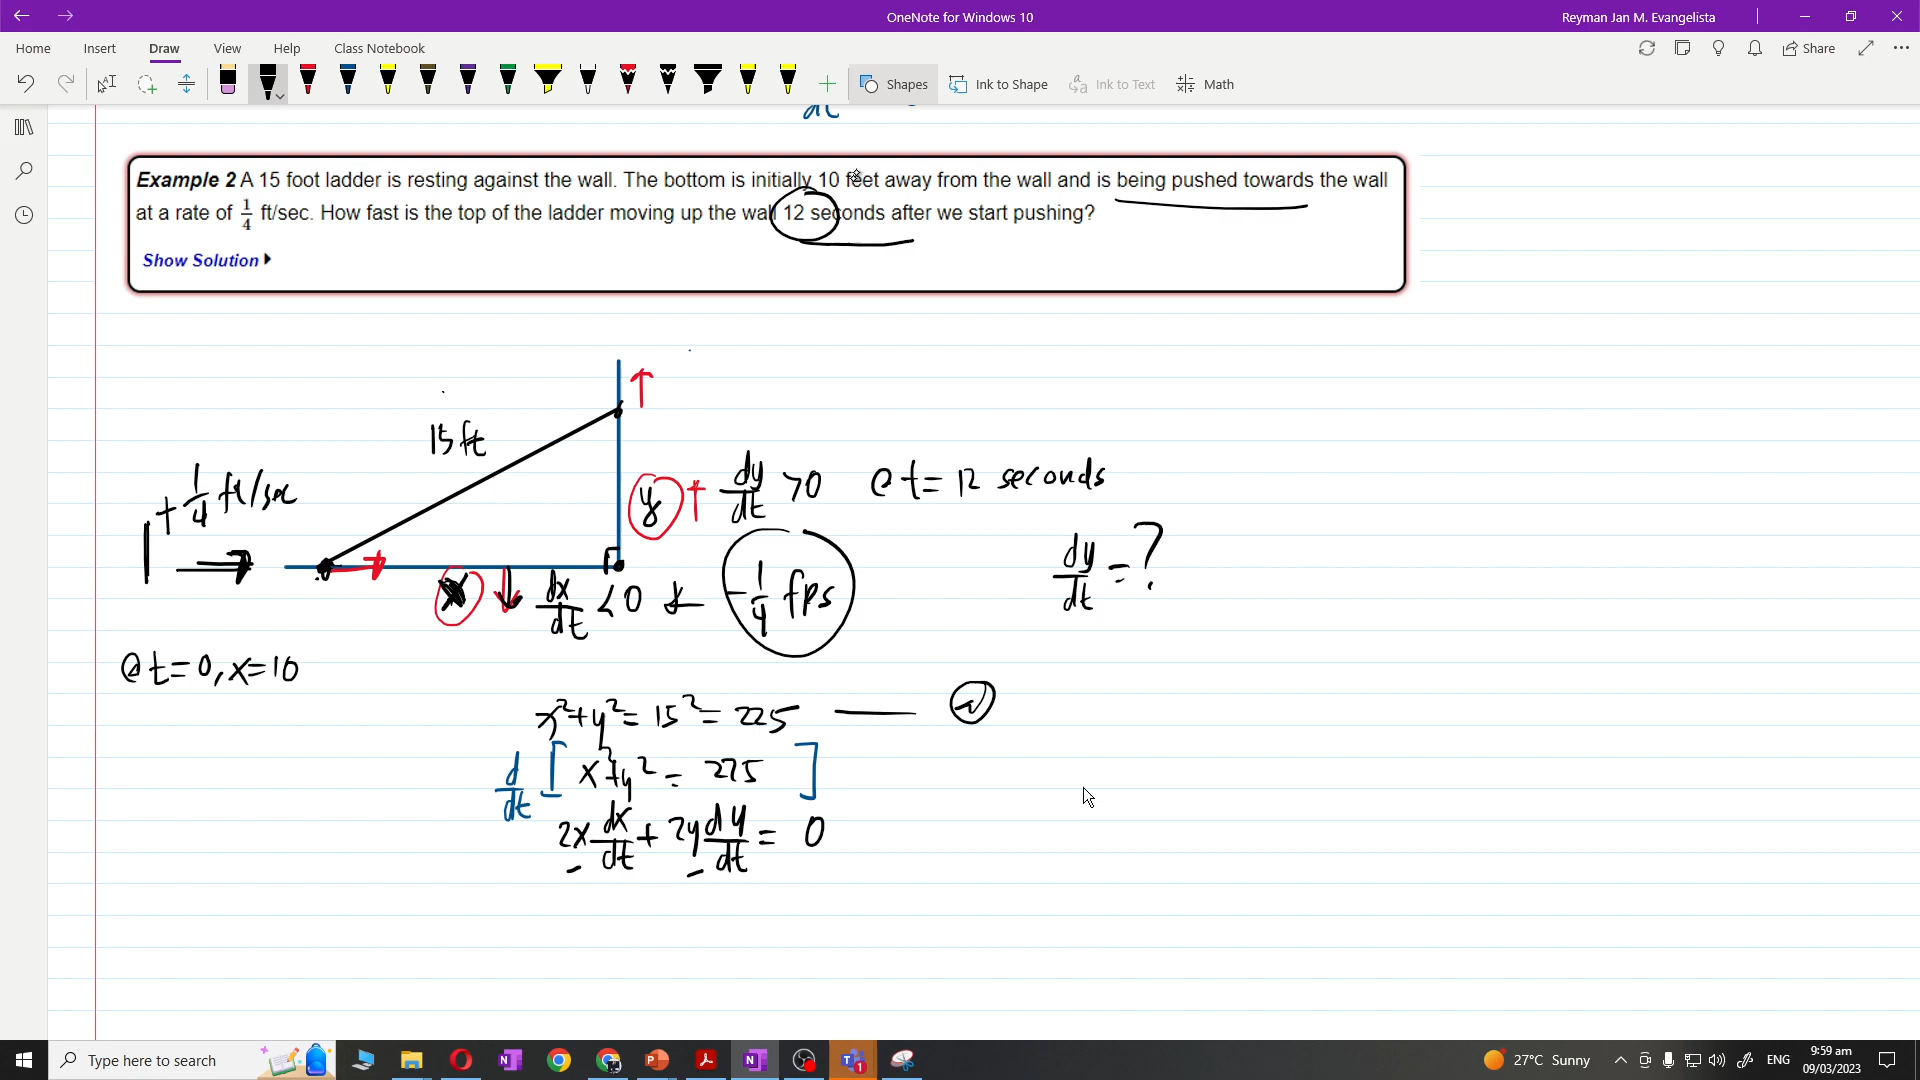 OneNote for Windows 10
Reyman Jan M. Evangelista
Home Insert Draw View Help Class Notebook
Share
Shapes Ink to Shape Ink to Text Math
dt
Example 2 A 15 foot ladder is resting against the wall. The bottom is initially 10 feet away from the wall and is being pushed towards the wall
at a rate of 1/4 ft/sec. How fast is the top of the ladder moving up the wall 12 seconds after we start pushing?
Show Solution
15 ft
+ 1/4 ft/sec
y ↑ dy/dt >0 @ t= 12 seconds
dy/dt = ?
x ↓ dx/dt <0 ← -1/4 fps
@ t=0, x=10
x²+y²= 15²= 225
d/dt [ x²+y² = 225 ]
2x dx/dt + 2y dy/dt = 0
Type here to search
27°C Sunny
ENG
9:59 am
09/03/2023